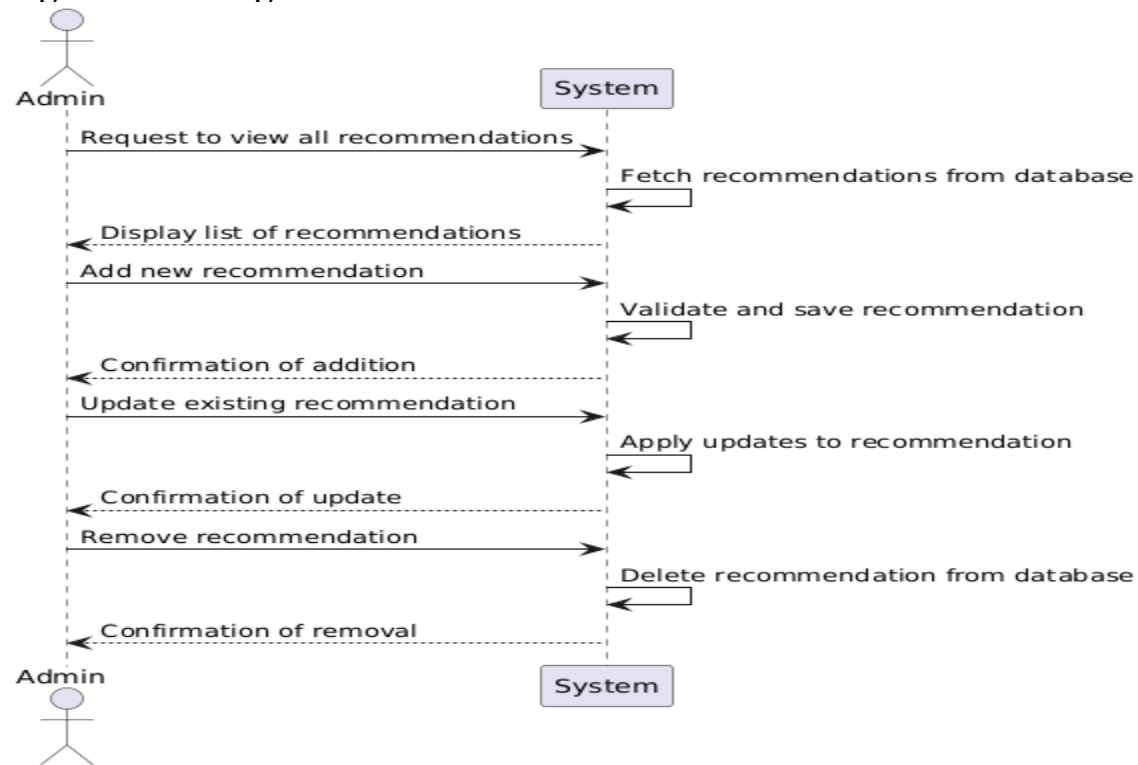 Admin
System
Request to view all recommendations
Fetch recommendations from database
Display list of recommendations
Add new recommendation
Validate and save recommendation
Confirmation of addition
Update existing recommendation
Apply updates to recommendation
Confirmation of update
Remove recommendation
Delete recommendation from database
Confirmation of removal
Admin
System